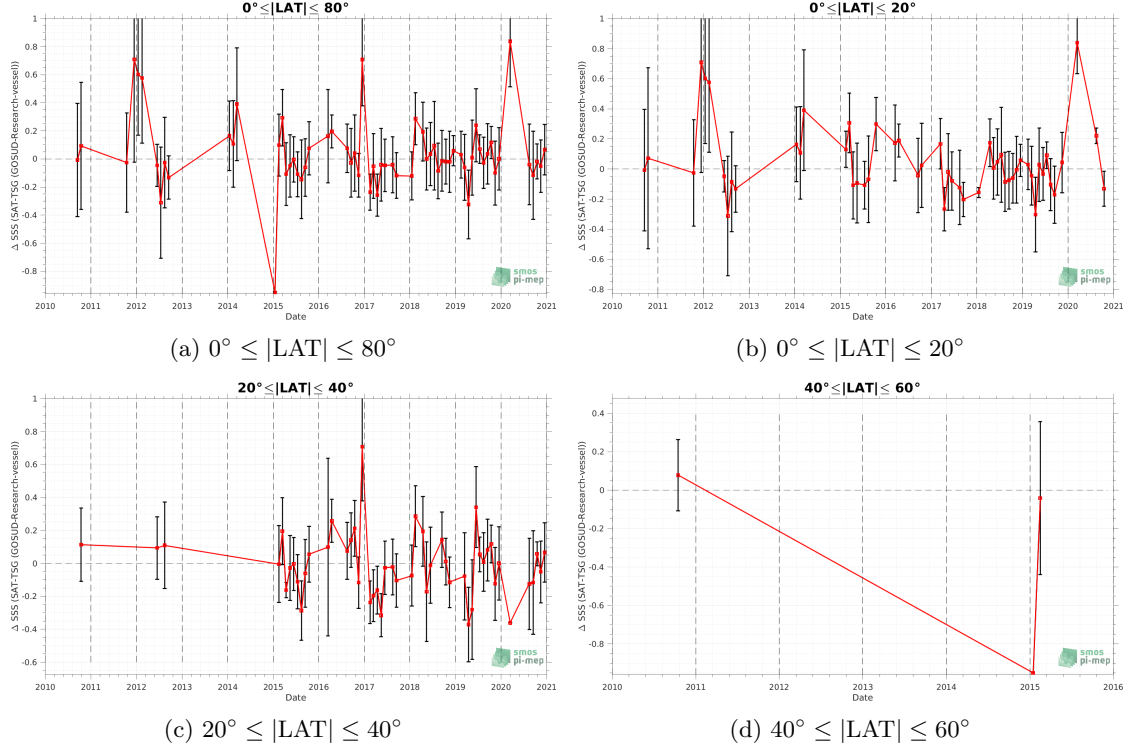 0°≤|LAT|≤ 80°
Δ SSS (SAT-TSG (GOSUD-Research-vessel))
1
0.8
0.6
0.4
0.2
0
-0.2
-0.4
-0.6
-0.8
2010 2011 2012 2013 2014 2015 2016 2017 2018 2019 2020 2021
Date
smos
pi-mep
(a) 0° ≤ |LAT| ≤ 80°
0°≤|LAT|≤ 20°
Δ SSS (SAT-TSG (GOSUD-Research-vessel))
1
0.8
0.6
0.4
0.2
0
-0.2
-0.4
-0.6
-0.8
2010 2011 2012 2013 2014 2015 2016 2017 2018 2019 2020 2021
Date
smos
pi-mep
(b) 0° ≤ |LAT| ≤ 20°
20°≤|LAT|≤ 40°
Δ SSS (SAT-TSG (GOSUD-Research-vessel))
1
0.8
0.6
0.4
0.2
0
-0.2
-0.4
-0.6
2010 2011 2012 2013 2014 2015 2016 2017 2018 2019 2020 2021
Date
smos
pi-mep
(c) 20° ≤ |LAT| ≤ 40°
40°≤|LAT|≤ 60°
Δ SSS (SAT-TSG (GOSUD-Research-vessel))
0.4
0.2
0
-0.2
-0.4
-0.6
-0.8
2010 2011 2012 2013 2014 2015 2016
Date
smos
pi-mep
(d) 40° ≤ |LAT| ≤ 60°